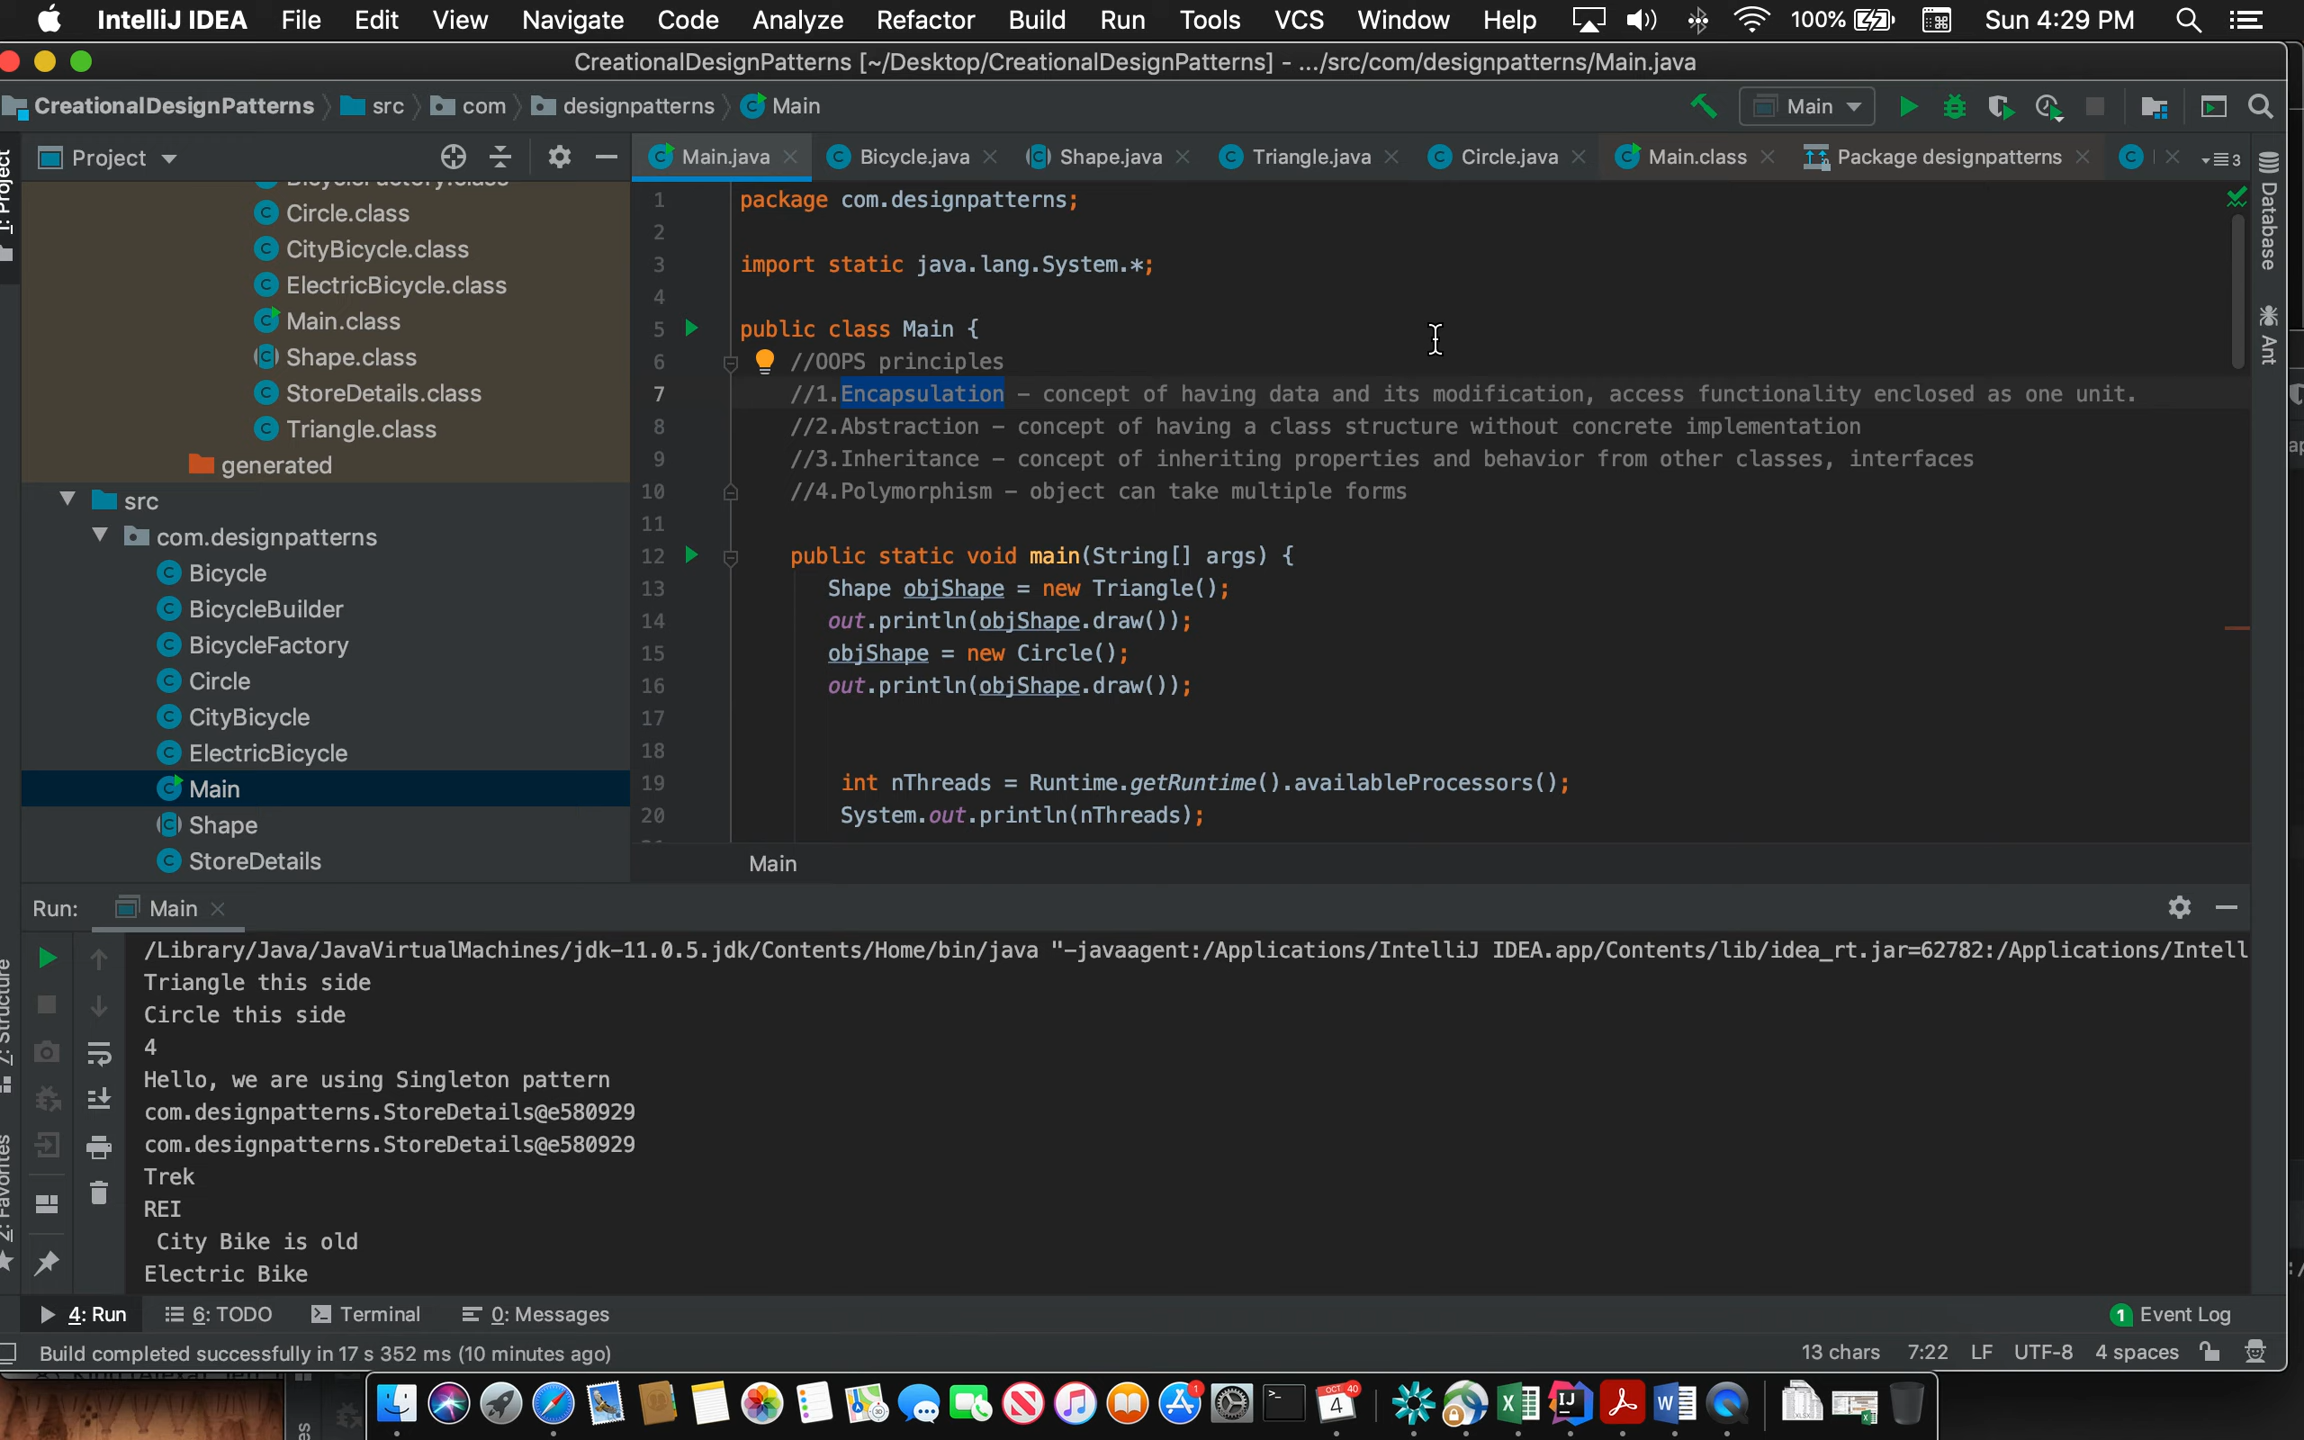 IntelliJ IDEA File Edit View Navigate Code Analyze Refactor Build Run Tools VCS Window Help 100% Sun 4:29 PM
CreationalDesignPatterns [~/Desktop/CreationalDesignPatterns] - .../src/com/designpatterns/Main.java
CreationalDesignPatterns src com designpatterns Main Main
Project Main.java Bicycle.java Shape.java Triangle.java Circle.java Main.class Package designpatterns 3
1: Project
BicycleFactory.class
Circle.class
CityBicycle.class
ElectricBicycle.class
Main.class
Shape.class
StoreDetails.class
Triangle.class
generated
src
com.designpatterns
Bicycle
BicycleBuilder
BicycleFactory
Circle
CityBicycle
ElectricBicycle
Main
Shape
StoreDetails
1 package com.designpatterns;
2
3 import static java.lang.System.*;
4
5 public class Main {
6 //OOPS principles
7 //1.Encapsulation – concept of having data and its modification, access functionality enclosed as one unit.
8 //2.Abstraction – concept of having a class structure without concrete implementation
9 //3.Inheritance – concept of inheriting properties and behavior from other classes, interfaces
10 //4.Polymorphism – object can take multiple forms
11
12 public static void main(String[] args) {
13 Shape objShape = new Triangle();
14 out.println(objShape.draw());
15 objShape = new Circle();
16 out.println(objShape.draw());
17
18
19 int nThreads = Runtime.getRuntime().availableProcessors();
20 System.out.println(nThreads);
Main
Database
Ant
Run: Main
/Library/Java/JavaVirtualMachines/jdk-11.0.5.jdk/Contents/Home/bin/java "-javaagent:/Applications/IntelliJ IDEA.app/Contents/lib/idea_rt.jar=62782:/Applications/Intell
Triangle this side
Circle this side
4
Hello, we are using Singleton pattern
com.designpatterns.StoreDetails@e580929
com.designpatterns.StoreDetails@e580929
Trek
REI
City Bike is old
Electric Bike
7: Structure
2: Favorites
4: Run 6: TODO Terminal 0: Messages 1 Event Log
Build completed successfully in 17 s 352 ms (10 minutes ago) 13 chars 7:22 LF UTF-8 4 spaces
OCT 40
4
1